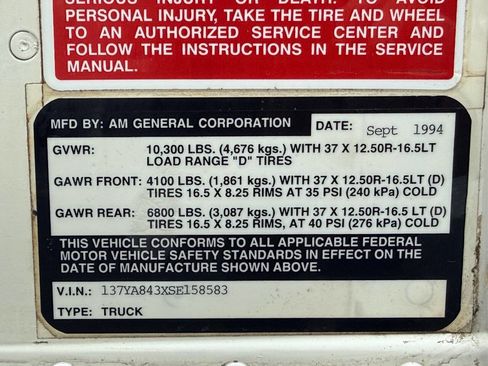 SERIOUS INJURY OR DEATH. TO AVOID
PERSONAL INJURY, TAKE THE TIRE AND WHEEL
TO AN AUTHORIZED SERVICE CENTER AND
FOLLOW THE INSTRUCTIONS IN THE SERVICE
MANUAL.
MFD BY: AM GENERAL CORPORATION DATE: Sept 1994
GVWR: 10,300 LBS. (4,676 kgs.) WITH 37 X 12.50R-16.5LT
LOAD RANGE "D" TIRES
GAWR FRONT: 4100 LBS. (1,861 kgs.) WITH 37 X 12.50R-16.5LT (D)
TIRES 16.5 X 8.25 RIMS, AT 35 PSI (240 kPa) COLD
GAWR REAR: 6800 LBS. (3,087 kgs.) WITH 37 X 12.50R-16.5 LT (D)
TIRES 16.5 X 8.25 RIMS, AT 40 PSI (276 kPa) COLD
THIS VEHICLE CONFORMS TO ALL APPLICABLE FEDERAL
MOTOR VEHICLE SAFETY STANDARDS IN EFFECT ON THE
DATE OF MANUFACTURE SHOWN ABOVE.
V.I.N.: 137YA843XSE158583
TYPE: TRUCK